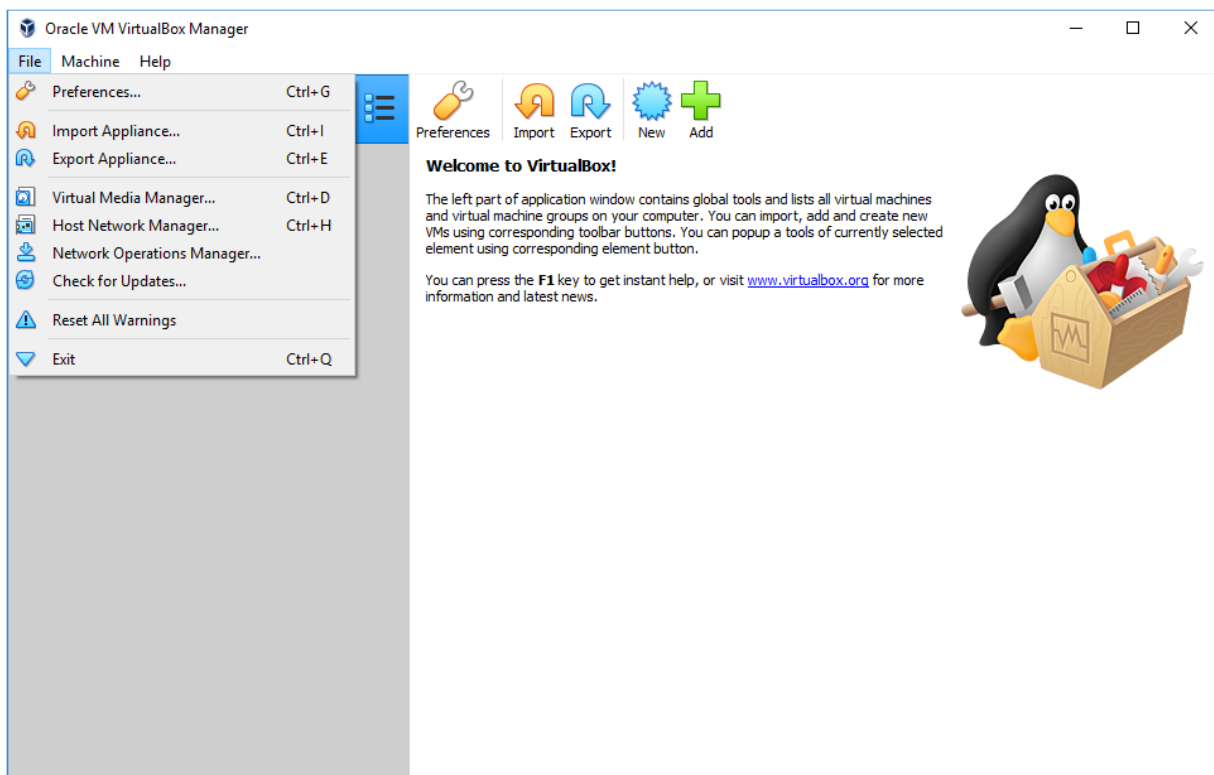 Oracle VM VirtualBox Manager
File Machine Help
Preferences... Ctrl+G
Import Appliance... Ctrl+I
Export Appliance... Ctrl+E
Virtual Media Manager... Ctrl+D
Host Network Manager... Ctrl+H
Network Operations Manager...
Check for Updates...
Reset All Warnings
Exit Ctrl+Q
Preferences Import Export New Add
Welcome to VirtualBox!
The left part of application window contains global tools and lists all virtual machines
and virtual machine groups on your computer. You can import, add and create new
VMs using corresponding toolbar buttons. You can popup a tools of currently selected
element using corresponding element button.
You can press the F1 key to get instant help, or visit www.virtualbox.org for more
information and latest news.